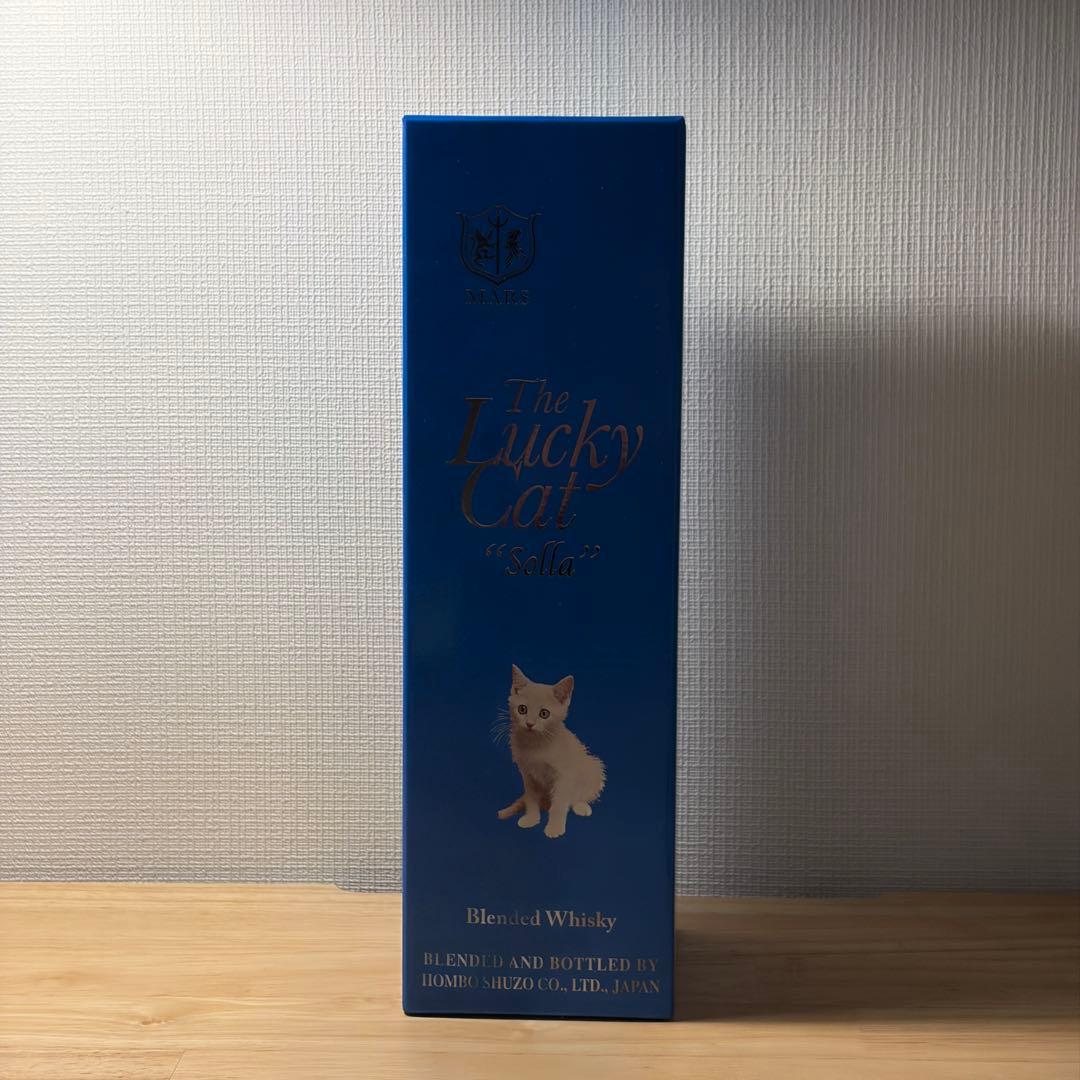 MARS
The
Lucky
Cat
“Solla”
Blended Whisky
BLENDED AND BOTTLED BY
HOMBO SHUZO CO., LTD., JAPAN